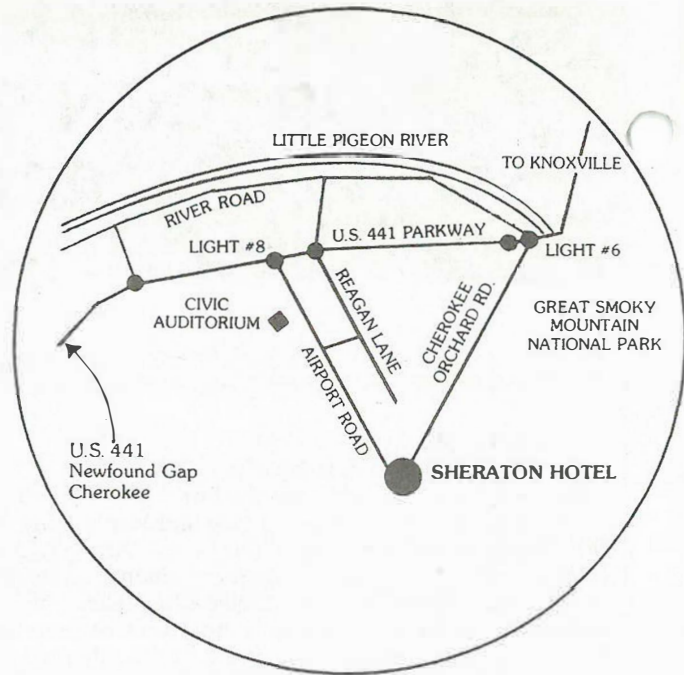 LITTLE PIGEON RIVER
TO KNOXVILLE
RIVER ROAD
U.S. 441 PARKWAY
LIGHT #8
LIGHT #6
CIVIC
AUDITORIUM
REAGAN LANE
CHEROKEE
ORCHARD RD.
GREAT SMOKY
MOUNTAIN
NATIONAL PARK
AIRPORT ROAD
U.S. 441
Newfound Gap
Cherokee
SHERATON HOTEL